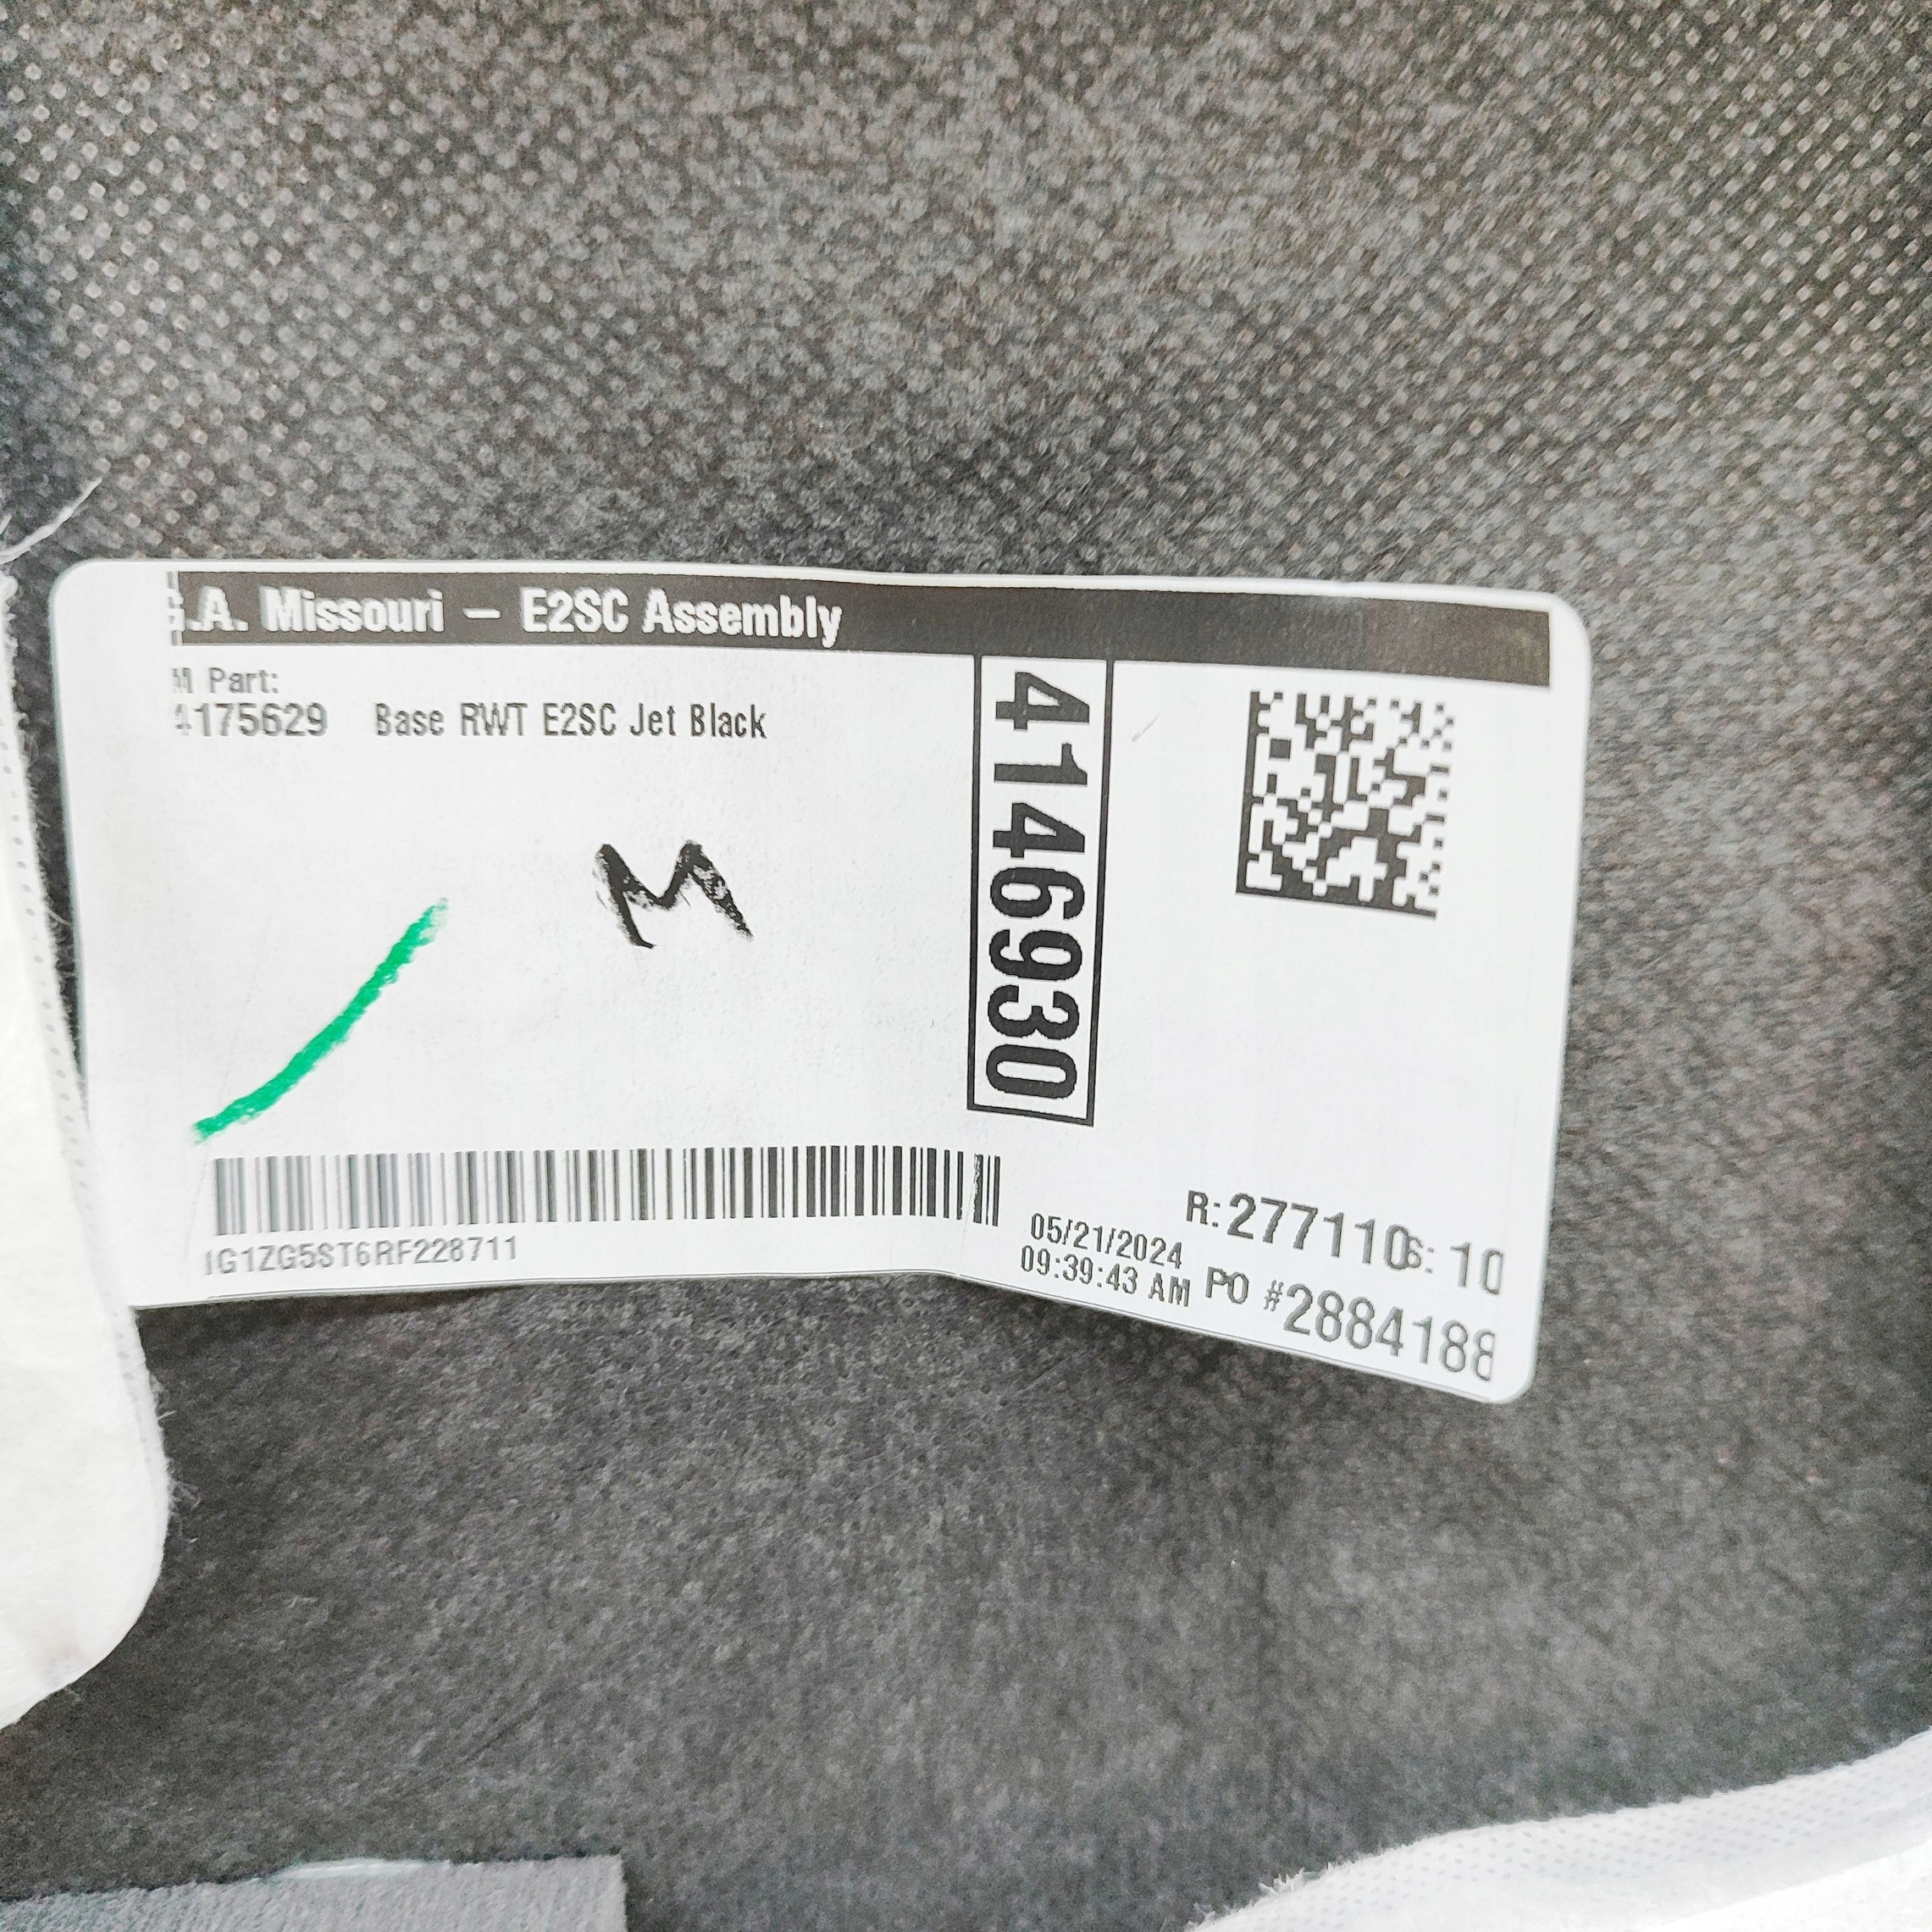 .A. Missouri – E2SC Assembly
Part:
4175629 Base RWT E2SC Jet Black
4146930
M
1G1ZG5ST6RF228711
05/21/2024
09:39:43 AM
R: 277110 S: 10
PO #2884188